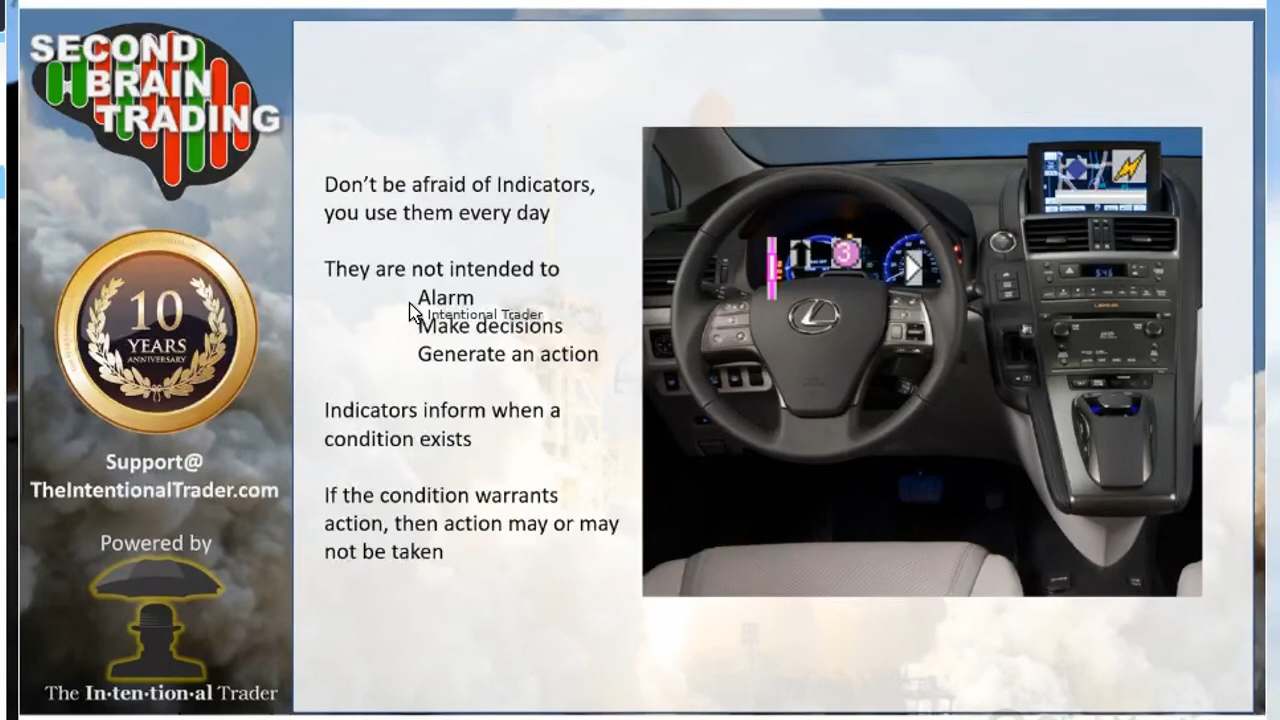 SECOND
BRAIN
TRADING
10
YEARS
ANNIVERSARY
Support@
TheIntentionalTrader.com
Powered by
The In·ten·tion·al Trader
Don’t be afraid of Indicators,
you use them every day
They are not intended to
Alarm
Intentional Trader
Make decisions
Generate an action
Indicators inform when a
condition exists
If the condition warrants
action, then action may or may
not be taken
3